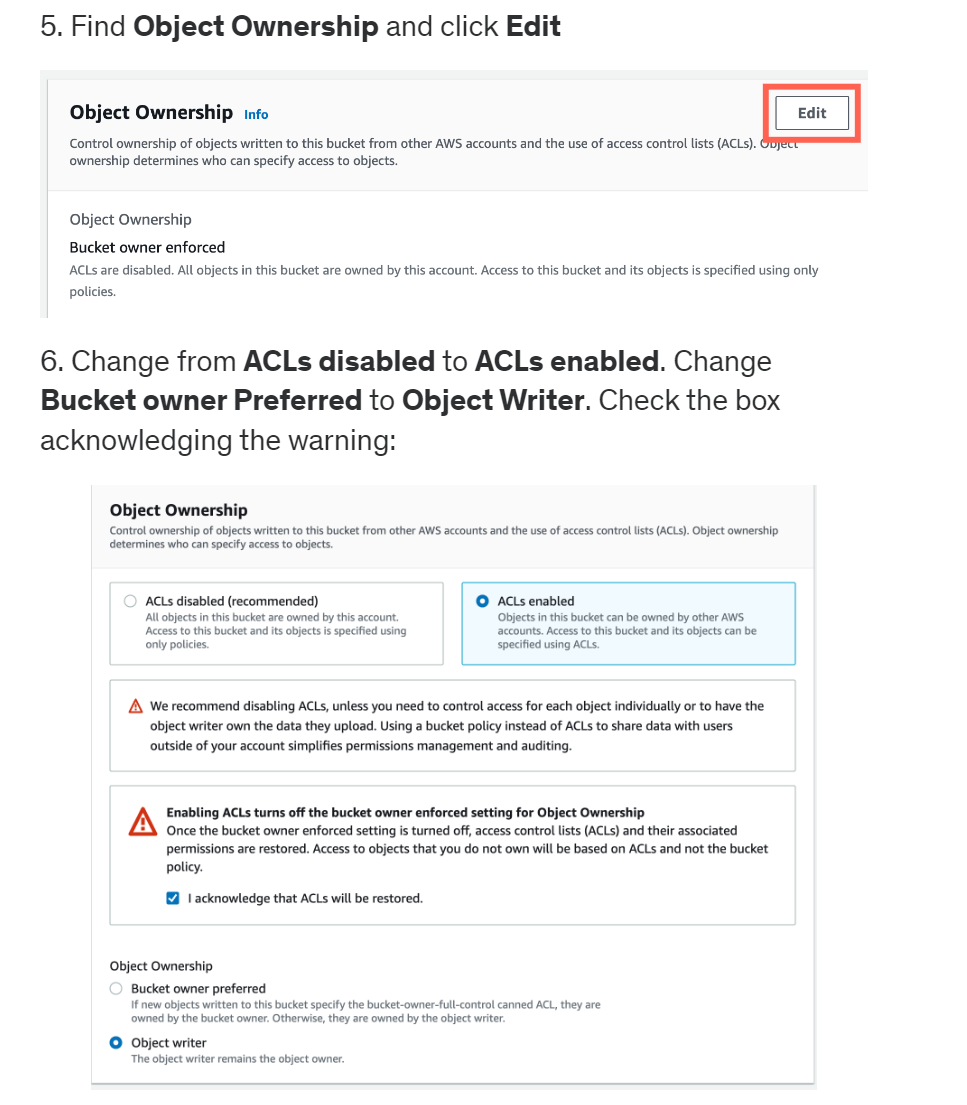 5. Find Object Ownership and click Edit
Object Ownership Info
Edit
Control ownership of objects written to this bucket from other AWS accounts and the use of access control lists (ACLs). Object
ownership determines who can specify access to objects.
Object Ownership
Bucket owner enforced
ACLs are disabled. All objects in this bucket are owned by this account. Access to this bucket and its objects is specified using only
policies.
6. Change from ACLs disabled to ACLs enabled. Change
Bucket owner Preferred to Object Writer. Check the box
acknowledging the warning:
Object Ownership
Control ownership of objects written to this bucket from other AWS accounts and the use of access control lists (ACLs). Object ownership
determines who can specify access to objects.
ACLs disabled (recommended)
All objects in this bucket are owned by this account.
Access to this bucket and its objects is specified using
only policies.
ACLs enabled
Objects in this bucket can be owned by other AWS
accounts. Access to this bucket and its objects can be
specified using ACLs.
We recommend disabling ACLs, unless you need to control access for each object individually or to have the
object writer own the data they upload. Using a bucket policy instead of ACLs to share data with users
outside of your account simplifies permissions management and auditing.
Enabling ACLs turns off the bucket owner enforced setting for Object Ownership
Once the bucket owner enforced setting is turned off, access control lists (ACLs) and their associated
permissions are restored. Access to objects that you do not own will be based on ACLs and not the bucket
policy.
I acknowledge that ACLs will be restored.
Object Ownership
Bucket owner preferred
If new objects written to this bucket specify the bucket-owner-full-control canned ACL, they are
owned by the bucket owner. Otherwise, they are owned by the object writer.
Object writer
The object writer remains the object owner.